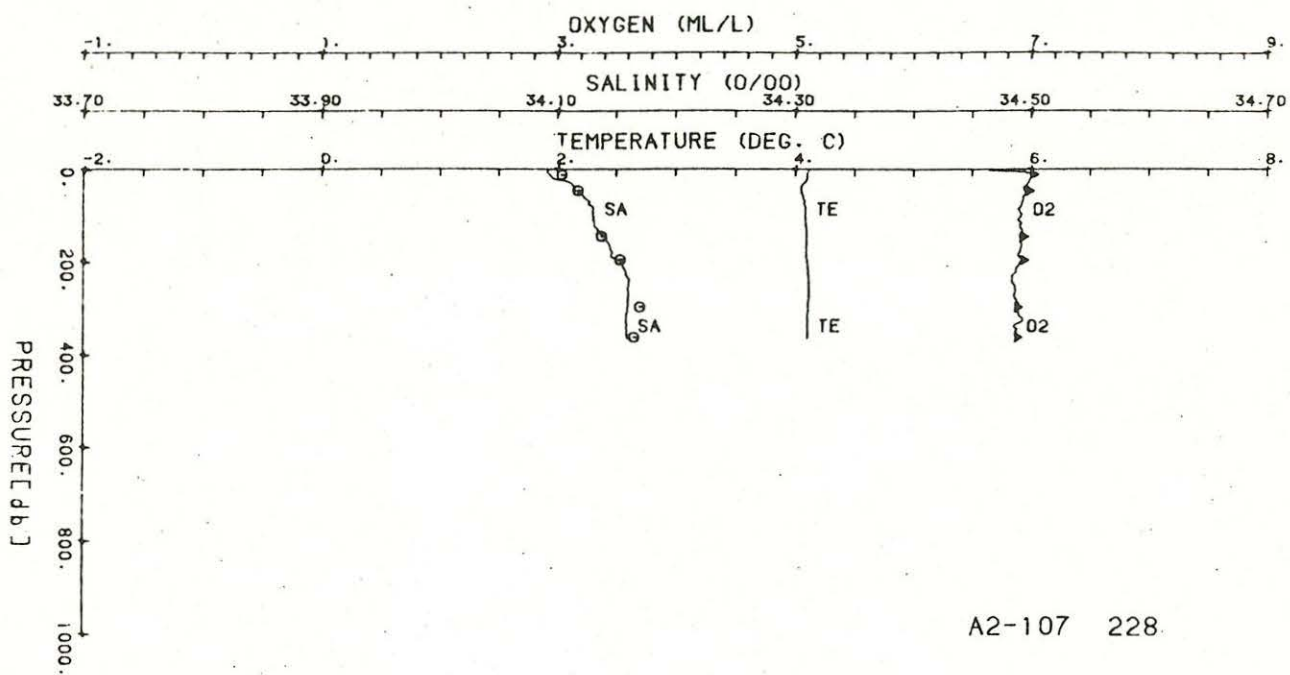 OXYGEN (ML/L)
-1. 1. 3. 5. 7. 9.
SALINITY (0/00)
33.70 33.90 34.10 34.30 34.50 34.70
TEMPERATURE (DEG. C)
-2. 0. 2. 4. 6. 8.
0.
SA TE O2
200.
SA TE O2
400.
600.
800.
1000.
PRESSURE[db]
A2-107 228